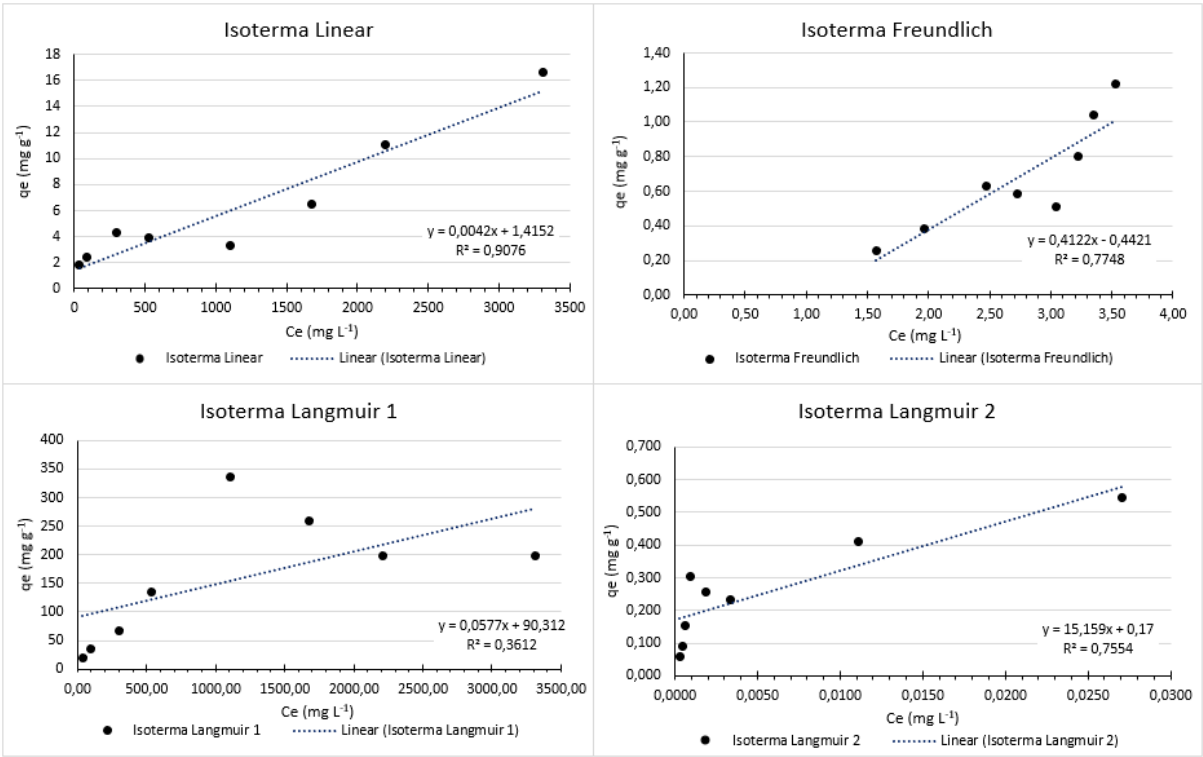 Isoterma Linear
18
16
14
12
10
8
6
4
2
0
qe (mg g⁻¹)
y = 0,0042x + 1,4152
R² = 0,9076
0 500 1000 1500 2000 2500 3000 3500
Ce (mg L⁻¹)
Isoterma Linear Linear (Isoterma Linear)
Isoterma Freundlich
1,40
1,20
1,00
0,80
0,60
0,40
0,20
0,00
qe (mg g⁻¹)
y = 0,4122x - 0,4421
R² = 0,7748
0,00 0,50 1,00 1,50 2,00 2,50 3,00 3,50 4,00
Ce (mg L⁻¹)
Isoterma Freundlich Linear (Isoterma Freundlich)
Isoterma Langmuir 1
400
350
300
250
200
150
100
50
0
qe (mg g⁻¹)
y = 0,0577x + 90,312
R² = 0,3612
0,00 500,00 1000,00 1500,00 2000,00 2500,00 3000,00 3500,00
Ce (mg L⁻¹)
Isoterma Langmuir 1 Linear (Isoterma Langmuir 1)
Isoterma Langmuir 2
0,700
0,600
0,500
0,400
0,300
0,200
0,100
0,000
qe (mg g⁻¹)
y = 15,159x + 0,17
R² = 0,7554
0,0000 0,0050 0,0100 0,0150 0,0200 0,0250 0,0300
Ce (mg L⁻¹)
Isoterma Langmuir 2 Linear (Isoterma Langmuir 2)